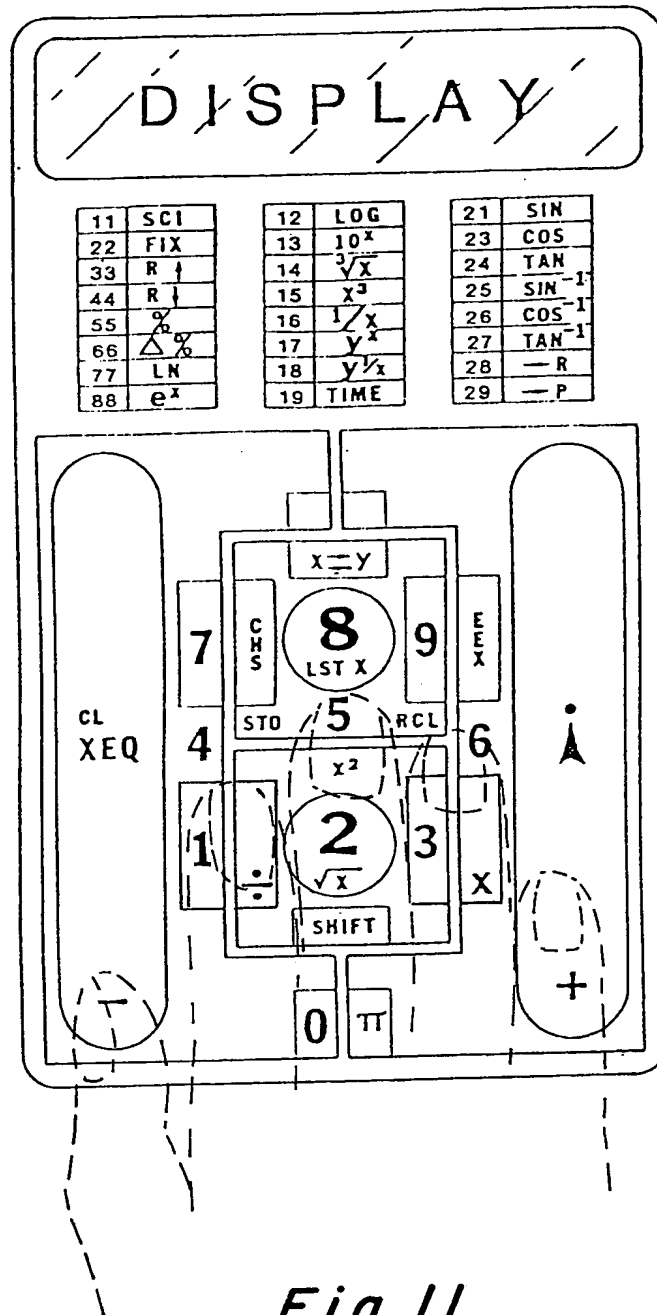 DISPLAY
11 SCI
22 FIX
33 R ↑
44 R ↓
55 %
66 Δ%
77 LN
88 eˣ
12 LOG
13 10ˣ
14 ³√x
15 x³
16 1/x
17 yˣ
18 y¹/ˣ
19 TIME
21 SIN
23 COS
24 TAN
25 SIN⁻¹
26 COS⁻¹
27 TAN⁻¹
28 —R
29 —P
x⇌y
7 CHS 8 9 EEX
LST X
CL
XEQ
4 STO 5 RCL 6
x²
1 ÷ 2 3 X
√x
SHIFT
− 0 π +
Fig 11